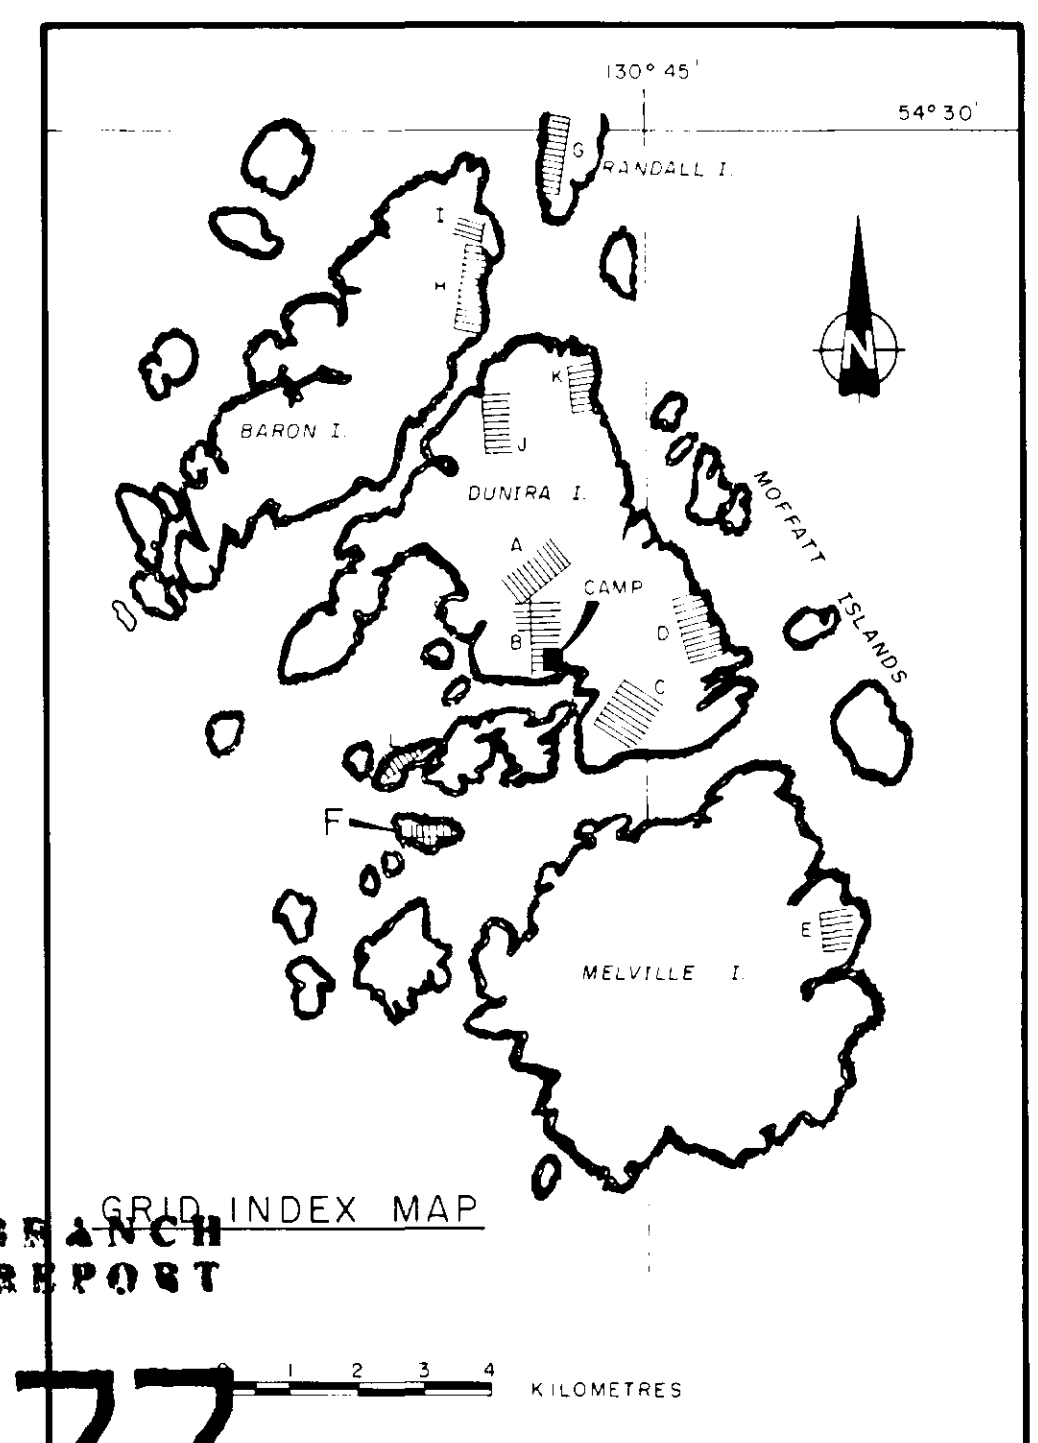 130° 45'
54° 30'
G
RANDALL I.
I
H
N
K
BARON I.
J
DUNIRA I.
MOFFATT ISLANDS
A
CAMP
B
D
C
F
E
MELVILLE I.
GRID INDEX MAP
BRANCH
REPORT
0 1 2 3 4
KILOMETRES
77